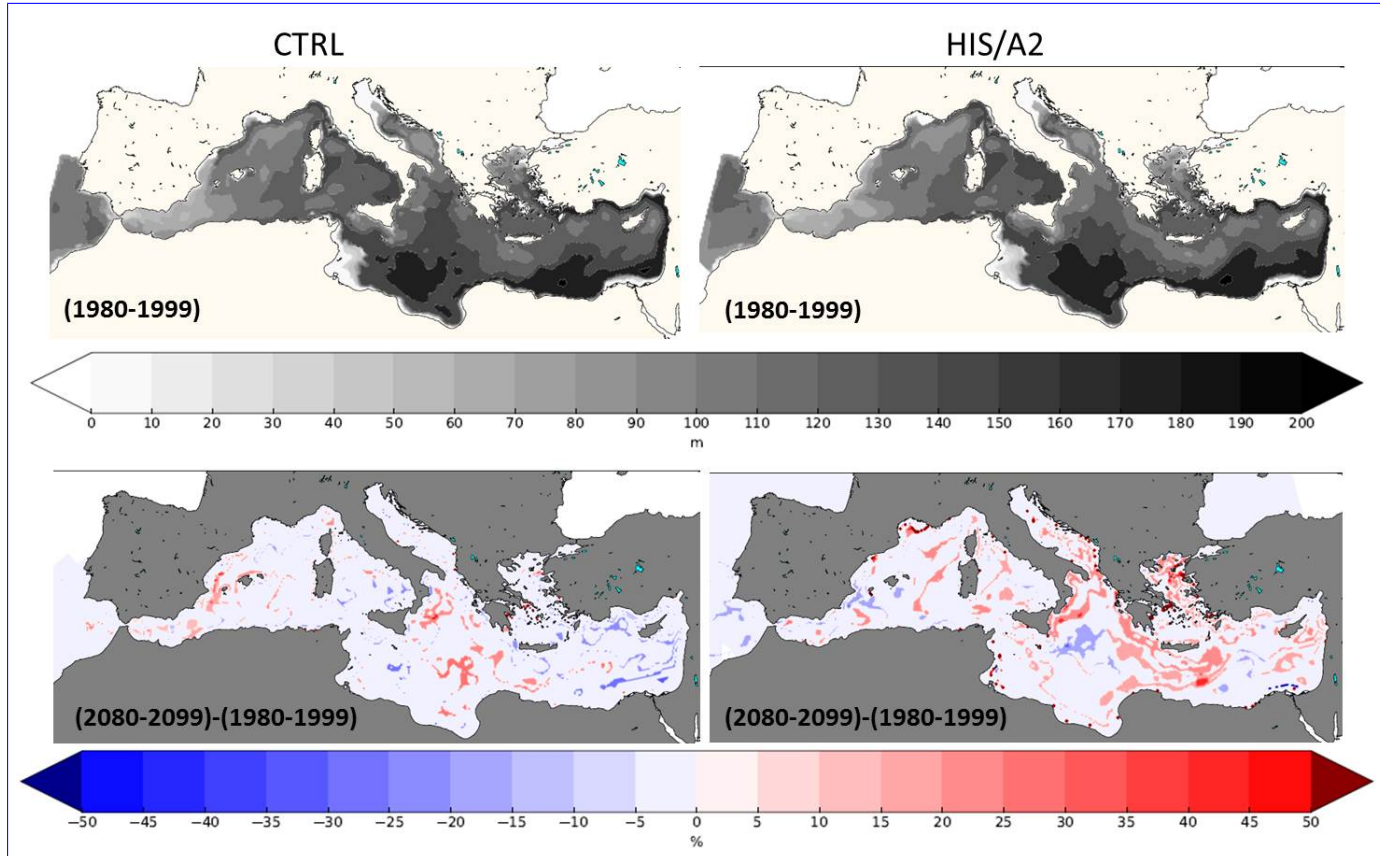 CTRL HIS/A2
(1980-1999) (1980-1999)
0 10 20 30 40 50 60 70 80 90 100 110 120 130 140 150 160 170 180 190 200
m
(2080-2099)-(1980-1999) (2080-2099)-(1980-1999)
−50 −45 −40 −35 −30 −25 −20 −15 −10 −5 0 5 10 15 20 25 30 35 40 45 50
%